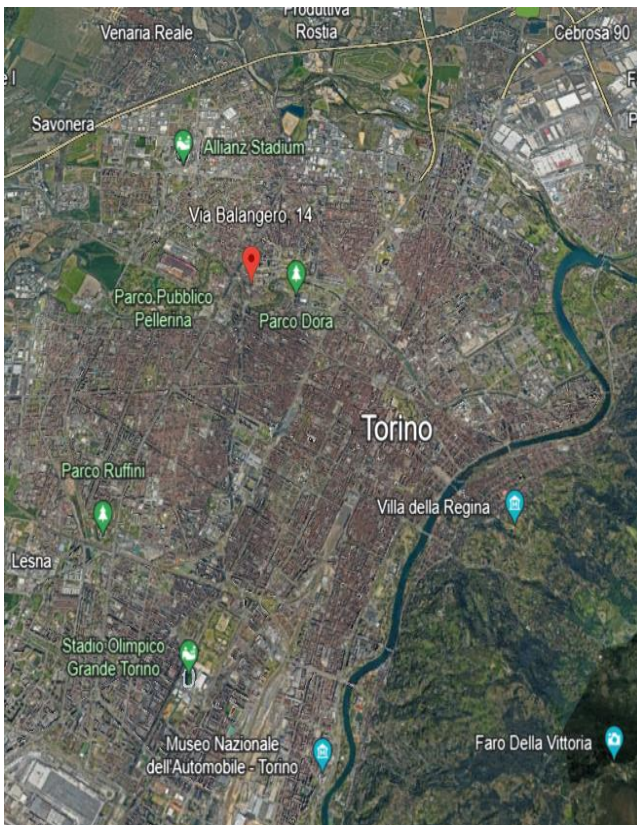 Produttiva
Rostia
Venaria Reale
Cebrosa 90
Savonera
Allianz Stadium
Via Balangero, 14
Parco Pubblico
Pellerina
Parco Dora
Torino
Parco Ruffini
Villa della Regina
Lesna
Stadio Olimpico
Grande Torino
Museo Nazionale
dell'Automobile - Torino
Faro Della Vittoria